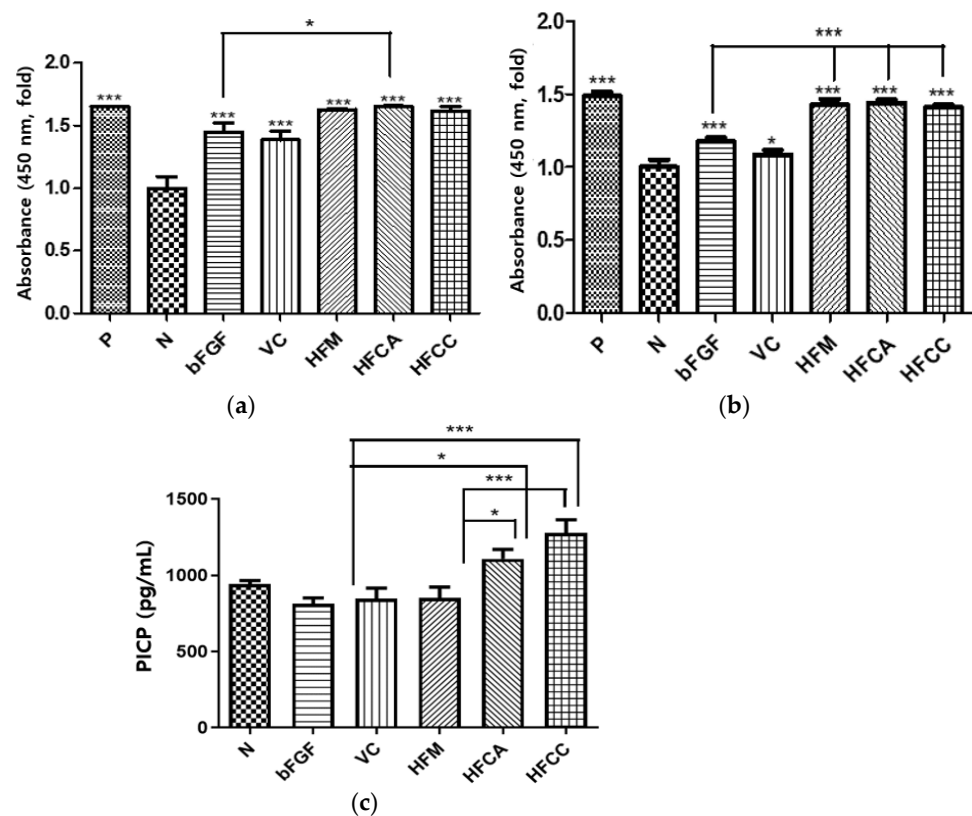 *
Absorbance (450 nm, fold)
2.0
1.5
1.0
0.5
0.0
*** *** *** *** *** ***
P N bFGF VC HFM HFCA HFCC
(a)
***
Absorbance (450 nm, fold)
2.0
1.5
1.0
0.5
0.0
*** *** * *** *** ***
P N bFGF VC HFM HFCA HFCC
(b)
***
*
***
*
PICP (pg/mL)
1500
1000
500
0
N bFGF VC HFM HFCA HFCC
(c)